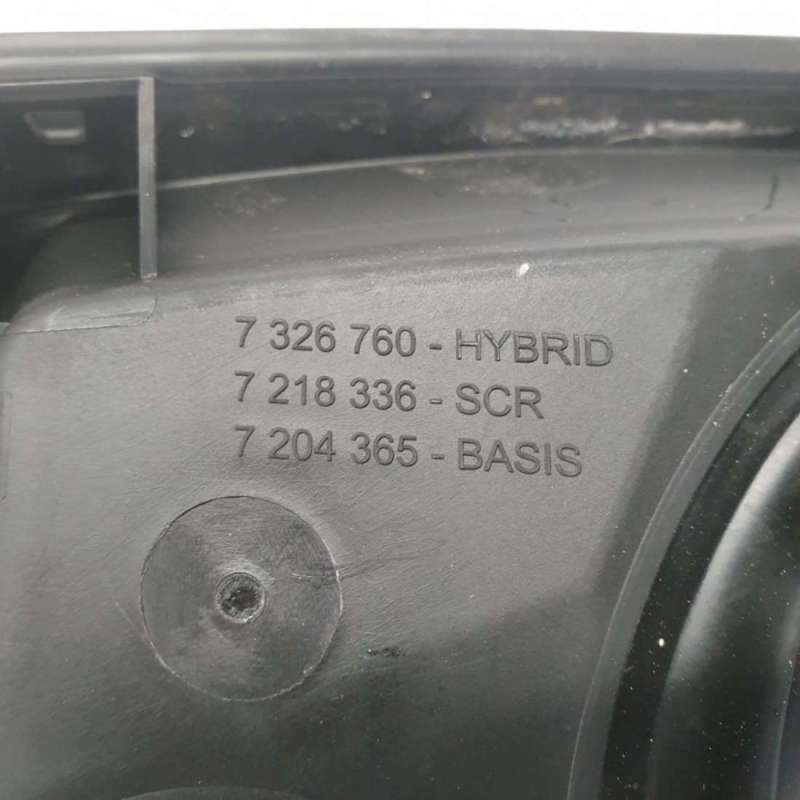 7 326 760 - HYBRID
7 218 336 - SCR
7 204 365 - BASIS